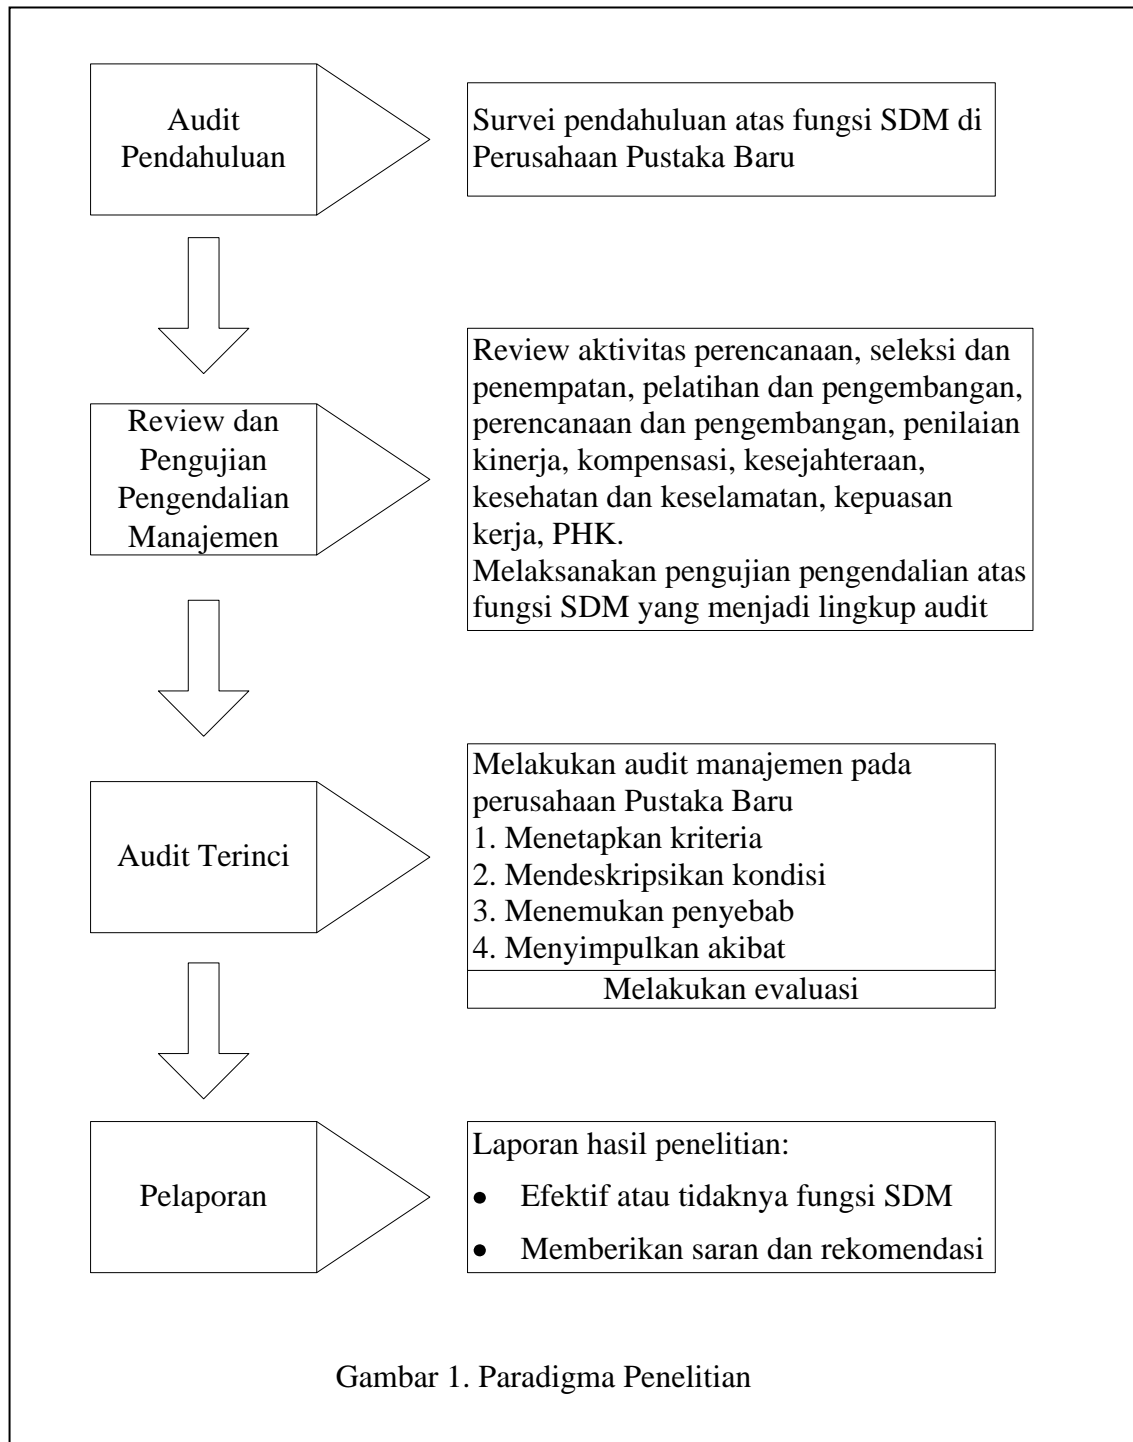 Audit
Pendahuluan
Survei pendahuluan atas fungsi SDM di
Perusahaan Pustaka Baru
Review dan
Pengujian
Pengendalian
Manajemen
Review aktivitas perencanaan, seleksi dan
penempatan, pelatihan dan pengembangan,
perencanaan dan pengembangan, penilaian
kinerja, kompensasi, kesejahteraan,
kesehatan dan keselamatan, kepuasan
kerja, PHK.
Melaksanakan pengujian pengendalian atas
fungsi SDM yang menjadi lingkup audit
Audit Terinci
Melakukan audit manajemen pada
perusahaan Pustaka Baru
1. Menetapkan kriteria
2. Mendeskripsikan kondisi
3. Menemukan penyebab
4. Menyimpulkan akibat
Melakukan evaluasi
Pelaporan
Laporan hasil penelitian:
• Efektif atau tidaknya fungsi SDM
• Memberikan saran dan rekomendasi
Gambar 1. Paradigma Penelitian